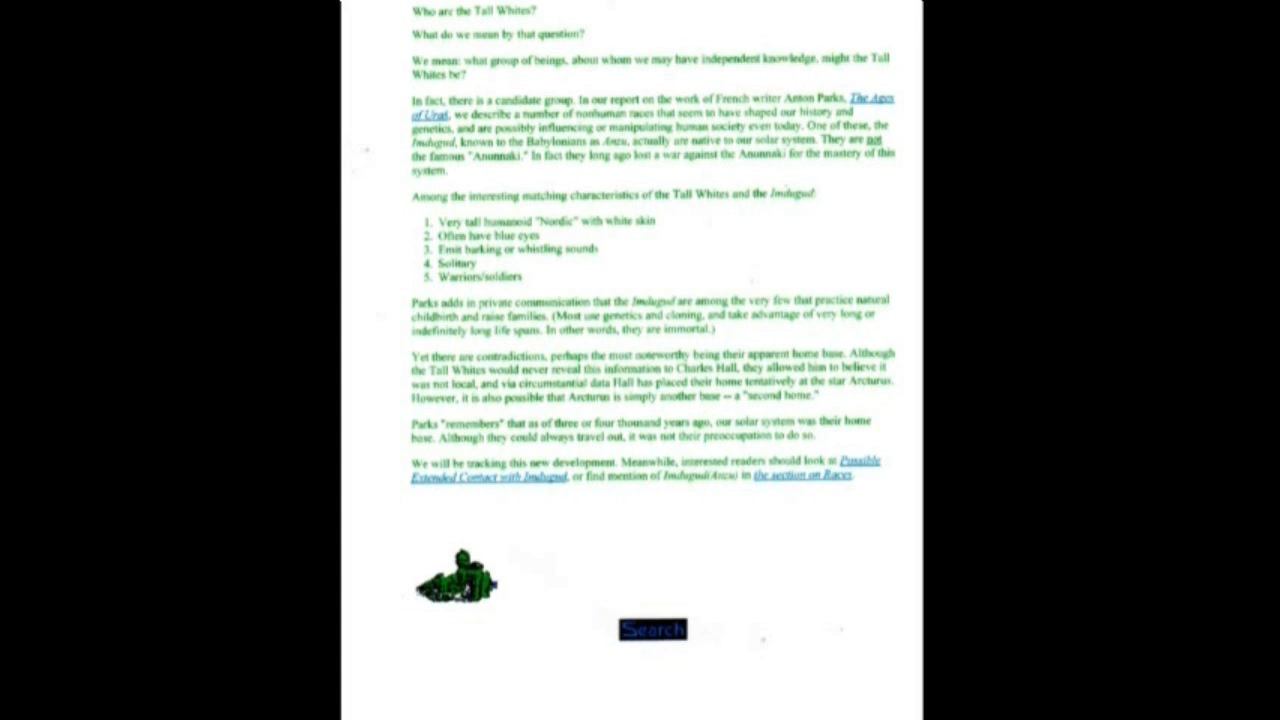 Who are the Tall Whites?
What do we mean by that question?
We mean: what group of beings, about whom we may have independent knowledge, might the Tall
Whites be?
In fact, there is a candidate group. In our report on the work of French writer Anton Parks, The Ages
of Uraš, we describe a number of nonhuman races that seem to have shaped our history and
genetics, and are possibly influencing or manipulating human society even today. One of these, the
Imdugud, known to the Babylonians as Anzu, actually are native to our solar system. They are not
the famous "Anunnaki." In fact they long ago lost a war against the Anunnaki for the mastery of this
system.
Among the interesting matching characteristics of the Tall Whites and the Imdugud:
1. Very tall humanoid "Nordic" with white skin
2. Often have blue eyes
3. Emit barking or whistling sounds
4. Solitary
5. Warriors/soldiers
Parks adds in private communication that the Imdugud are among the very few that practice natural
childbirth and raise families. (Most use genetics and cloning, and take advantage of very long or
indefinitely long life spans. In other words, they are immortal.)
Yet there are contradictions, perhaps the most noteworthy being their apparent home base. Although
the Tall Whites would never reveal this information to Charles Hall, they allowed him to believe it
was not local, and via circumstantial data Hall has placed their home tentatively at the star Arcturus.
However, it is also possible that Arcturus is simply another base -- a "second home."
Parks "remembers" that as of three or four thousand years ago, our solar system was their home
base. Although they could always travel out, it was not their preoccupation to do so.
We will be tracking this new development. Meanwhile, interested readers should look at Possible
Extended Contact with Imdugud, or find mention of Imdugud(Anzu) in the section on Races.
Search